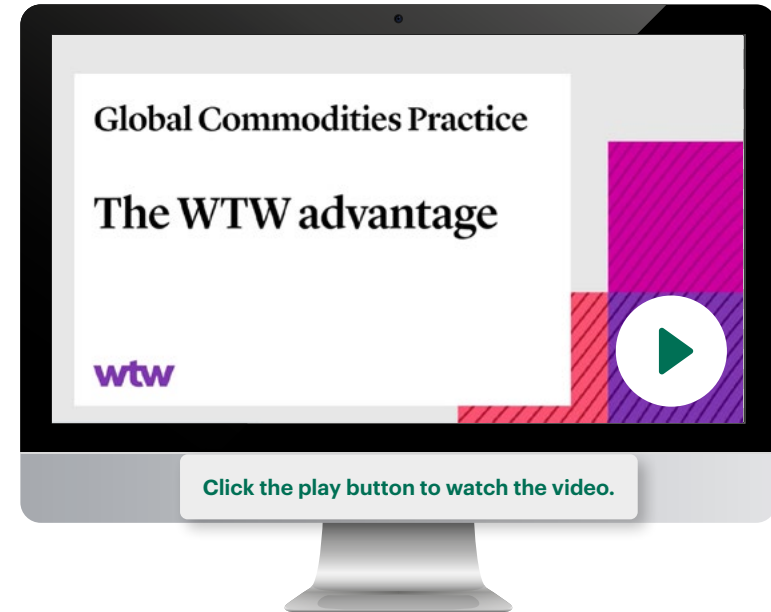 Global Commodities Practice
The WTW advantage
wtw
Click the play button to watch the video.